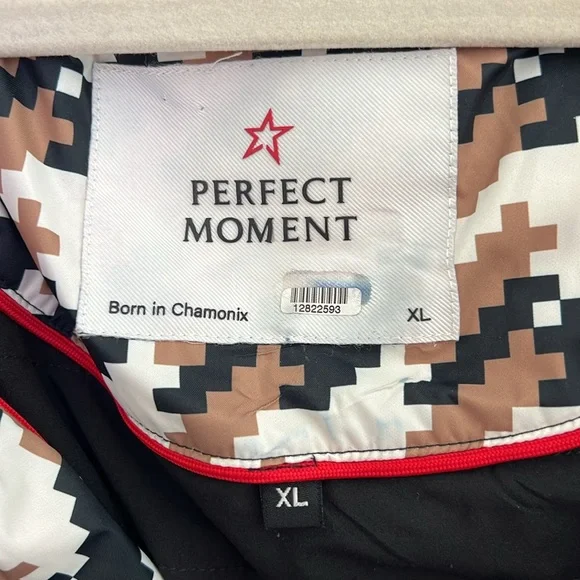 PERFECT
MOMENT
12822593
Born in Chamonix
XL
XL